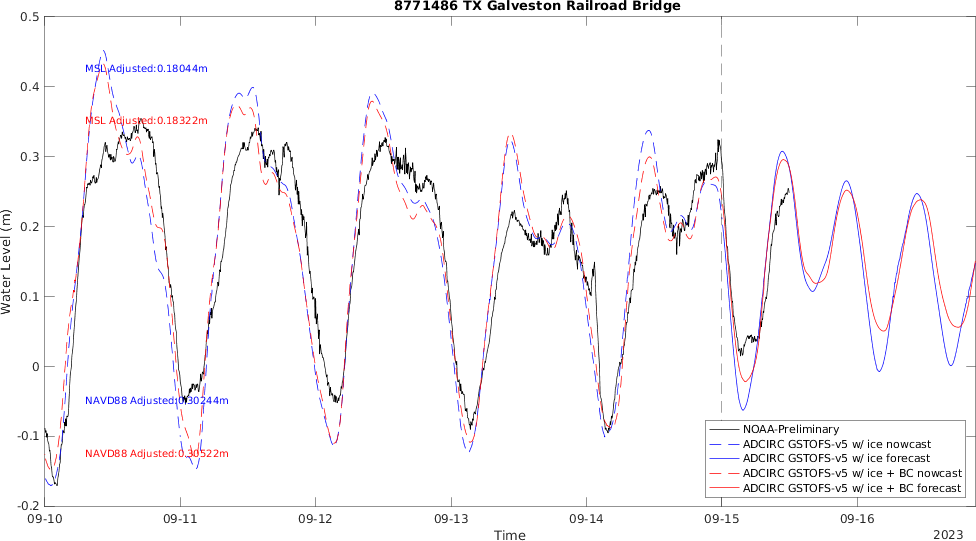 8771486 TX Galveston Railroad Bridge
0.5
0.4
0.3
0.2
0.1
0
-0.1
-0.2
Water Level (m)
MSL Adjusted:0.18044m
MSL Adjusted:0.18322m
NAVD88 Adjusted:0.30244m
NAVD88 Adjusted:0.30522m
NOAA-Preliminary
ADCIRC GSTOFS-v5 w/ ice nowcast
ADCIRC GSTOFS-v5 w/ ice forecast
ADCIRC GSTOFS-v5 w/ ice + BC nowcast
ADCIRC GSTOFS-v5 w/ ice + BC forecast
09-10 09-11 09-12 09-13 09-14 09-15 09-16
Time
2023